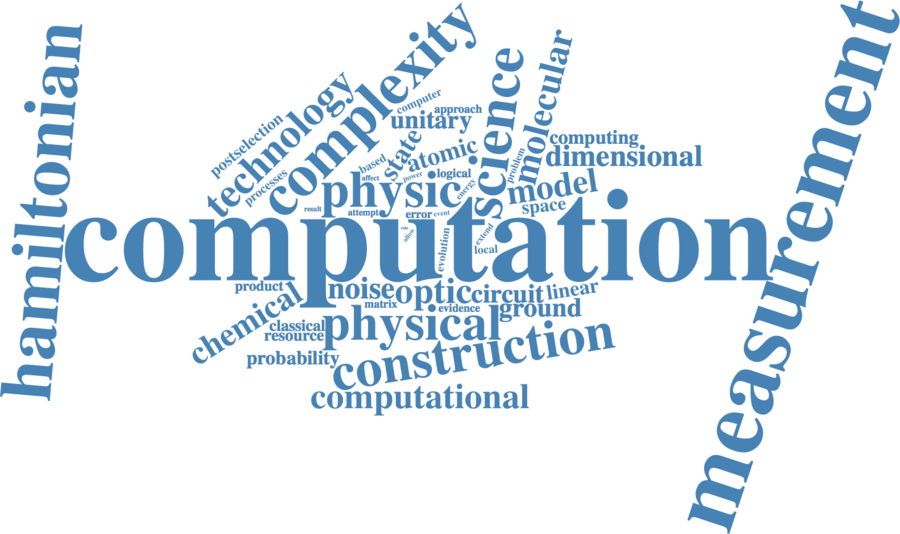 hamiltonian
measurement
complexity
technology
postselection
processes
computer
approach
unitary
science
molecular
state
atomic
based
affect
power
logical
energy
problem
computing
dimensional
model
space
physic
result
attempt
error
event
role
allow
extend
local
evolution
computation
product
noise
optic
circuit
linear
matrix
evidence
ground
chemical
classical
resource
physical
probability
construction
computational